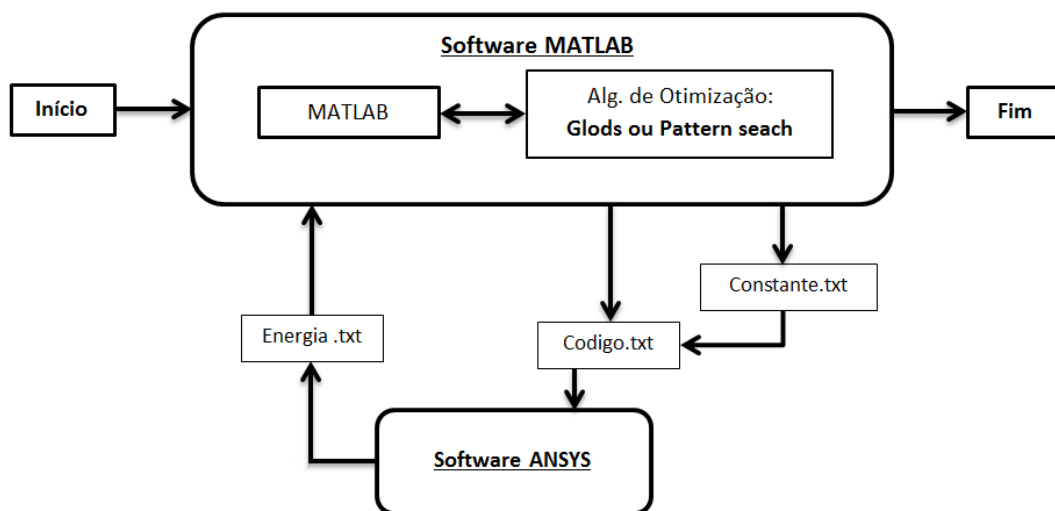 Software MATLAB
Início
MATLAB
Alg. de Otimização:
Glods ou Pattern seach
Fim
Constante.txt
Energia .txt
Codigo.txt
Software ANSYS